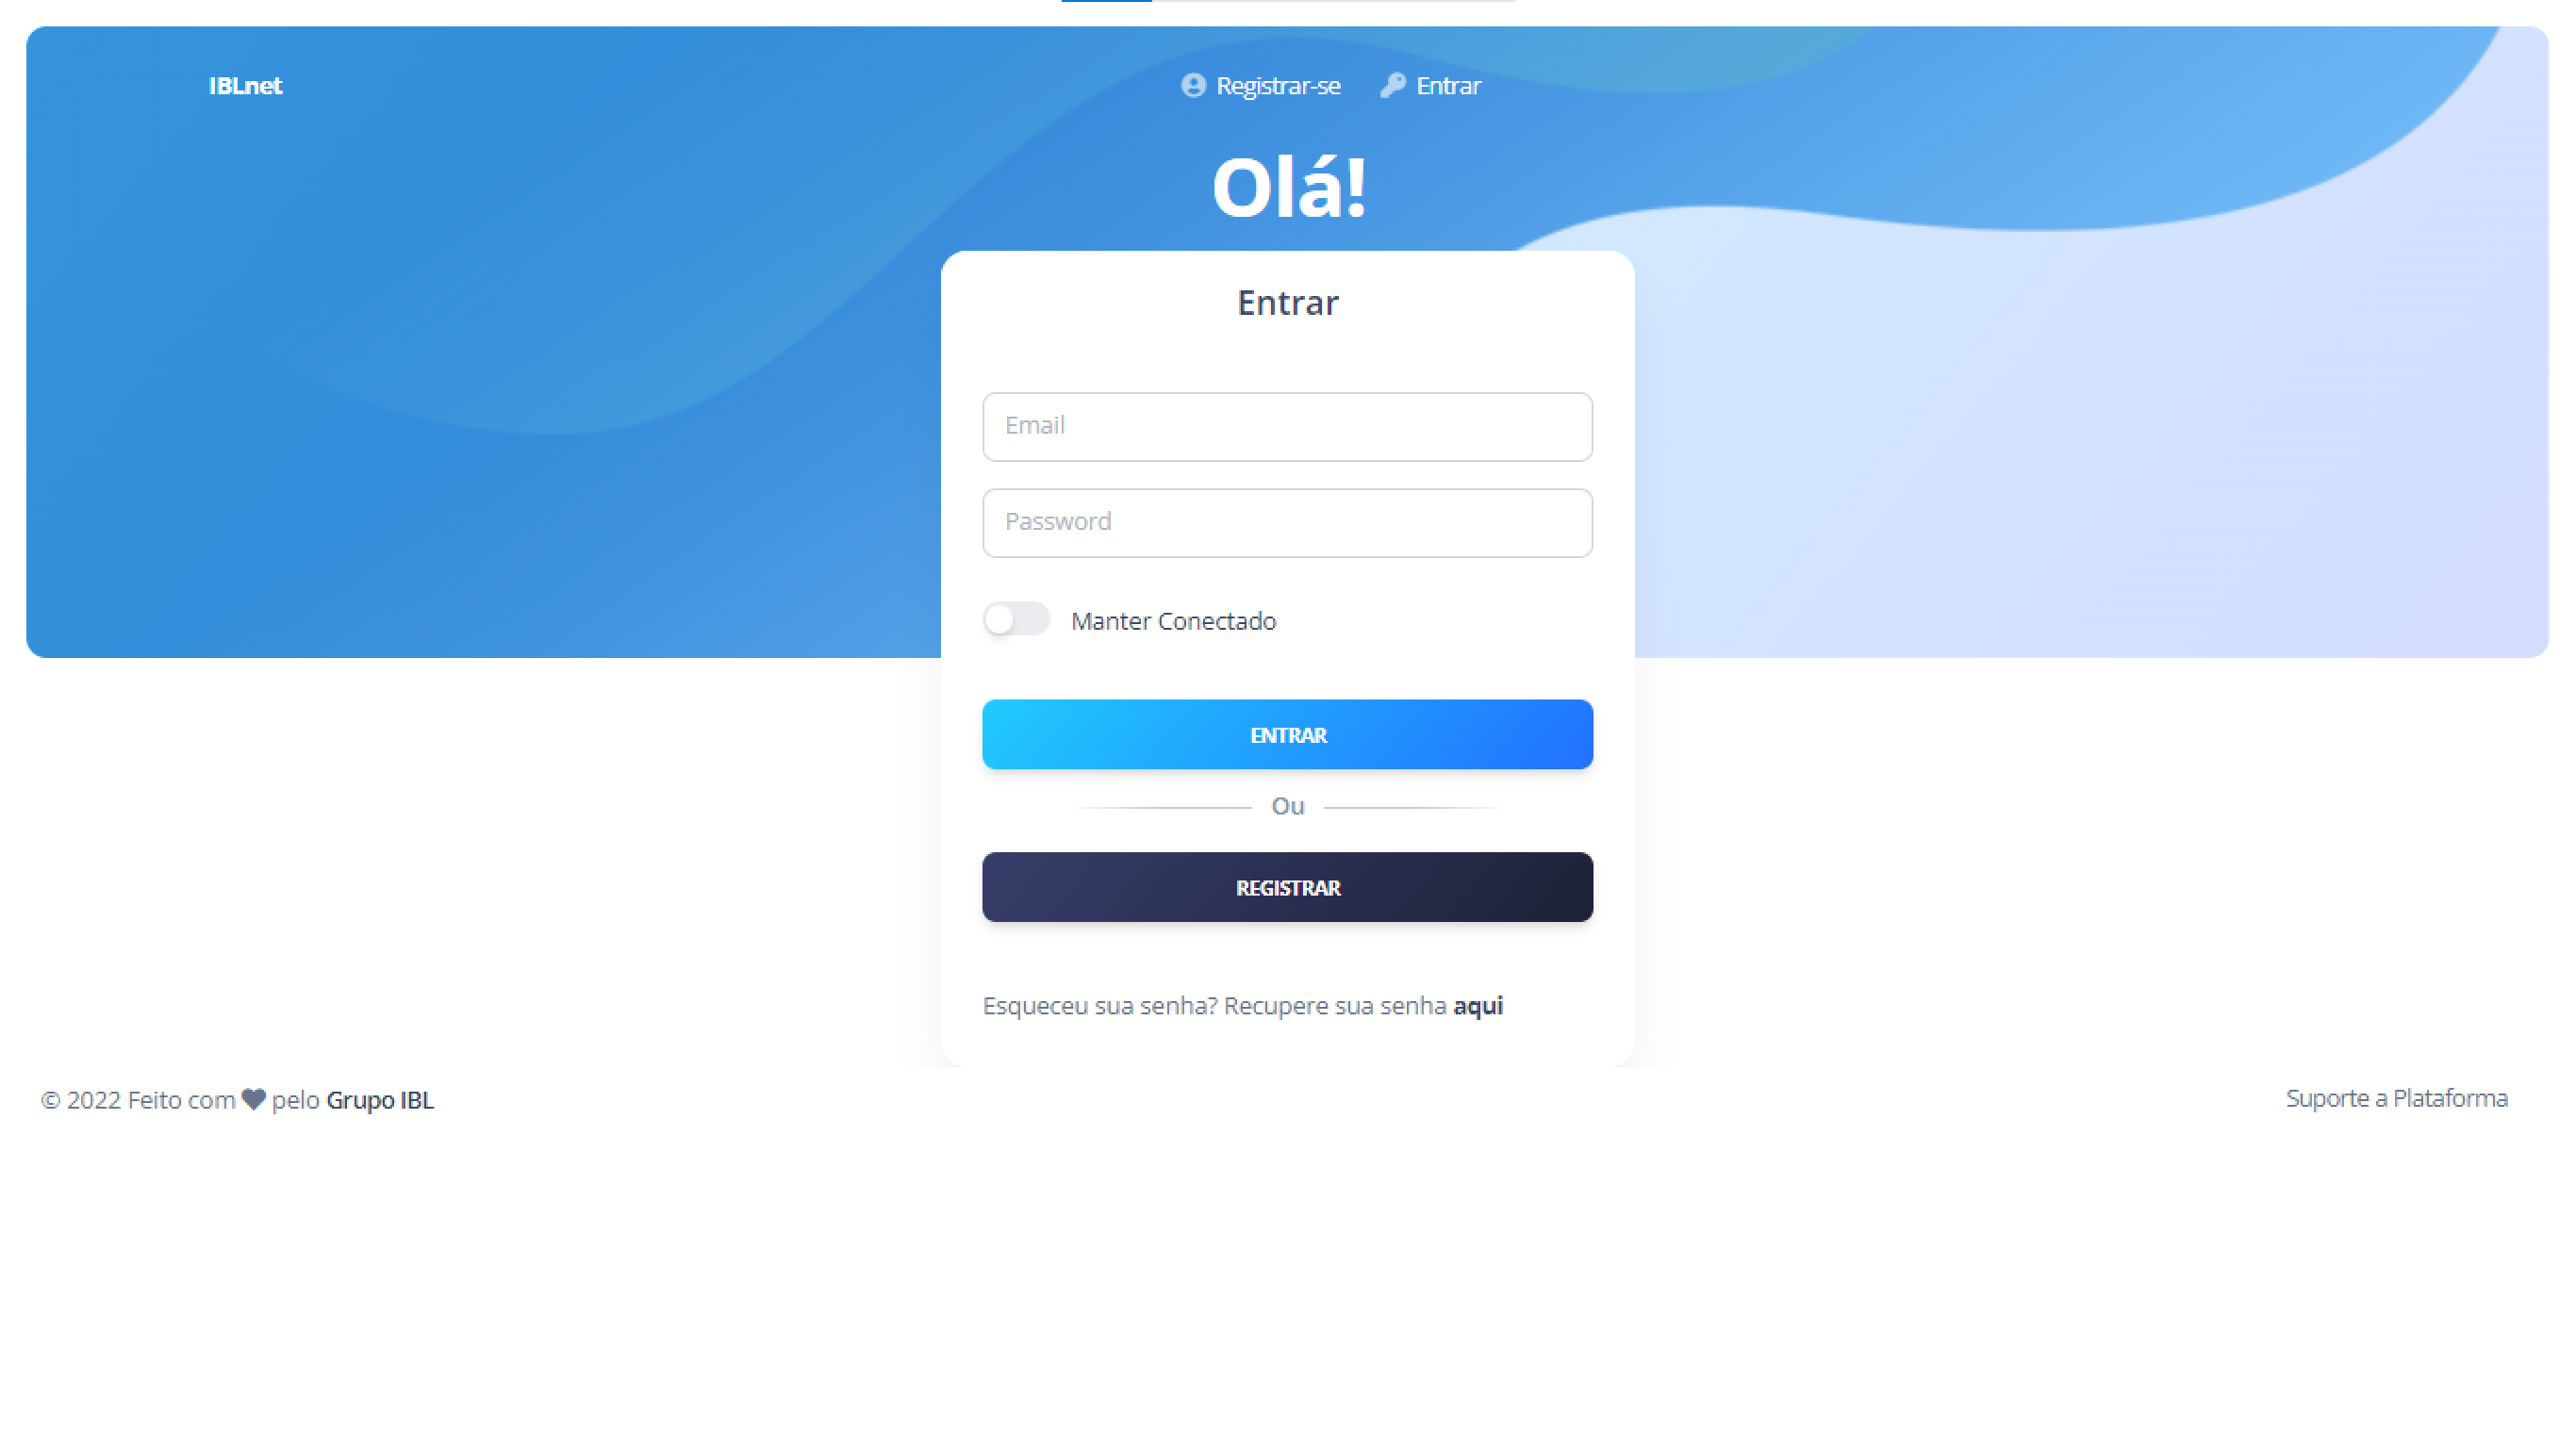 IBLnet
Registrar-se
Entrar
Olá!
Entrar
Email
Password
Manter Conectado
ENTRAR
Ou
REGISTRAR
Esqueceu sua senha? Recupere sua senha aqui
© 2022 Feito com pelo Grupo IBL
Suporte a Plataforma